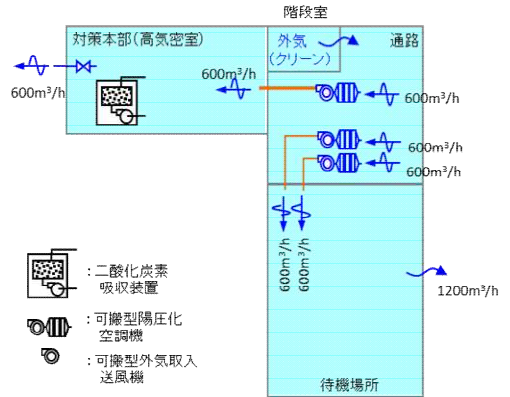 階段室
対策本部(高気密室)
外気
(クリーン)
通路
600m³/h
600m³/h
600m³/h
600m³/h
600m³/h
600m³/h
600m³/h
1200m³/h
:二酸化炭素
吸収装置
:可搬型陽圧化
空調機
:可搬型外気取入
送風機
待機場所